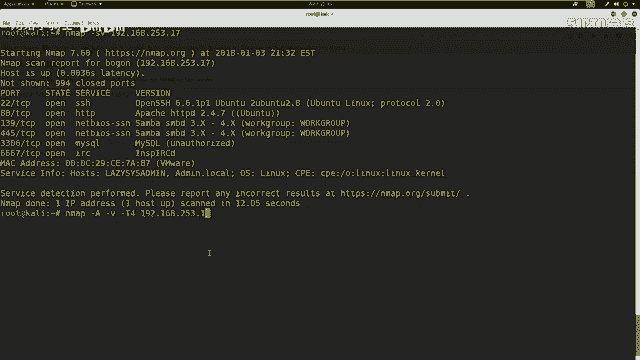 root@kali: ~
root@kali:~# nmap -sV 192.168.253.17
Starting Nmap 7.60 ( https://nmap.org ) at 2018-01-03 21:32 EST
Nmap scan report for bogon (192.168.253.17)
Host is up (0.0036s latency).
Not shown: 994 closed ports
PORT STATE SERVICE VERSION
22/tcp open ssh OpenSSH 6.6.1p1 Ubuntu 2ubuntu2.8 (Ubuntu Linux; protocol 2.0)
80/tcp open http Apache httpd 2.4.7 ((Ubuntu))
139/tcp open netbios-ssn Samba smbd 3.X - 4.X (workgroup: WORKGROUP)
445/tcp open netbios-ssn Samba smbd 3.X - 4.X (workgroup: WORKGROUP)
3306/tcp open mysql MySQL (unauthorized)
6667/tcp open irc InspIRCd
MAC Address: 00:0C:29:CE:7A:B7 (VMware)
Service Info: Hosts: LAZYSYSADMIN, Admin.local; OS: Linux; CPE: cpe:/o:linux:linux_kernel
Service detection performed. Please report any incorrect results at https://nmap.org/submit/ .
Nmap done: 1 IP address (1 host up) scanned in 12.05 seconds
root@kali:~# nmap -A -v -T4 192.168.253.1